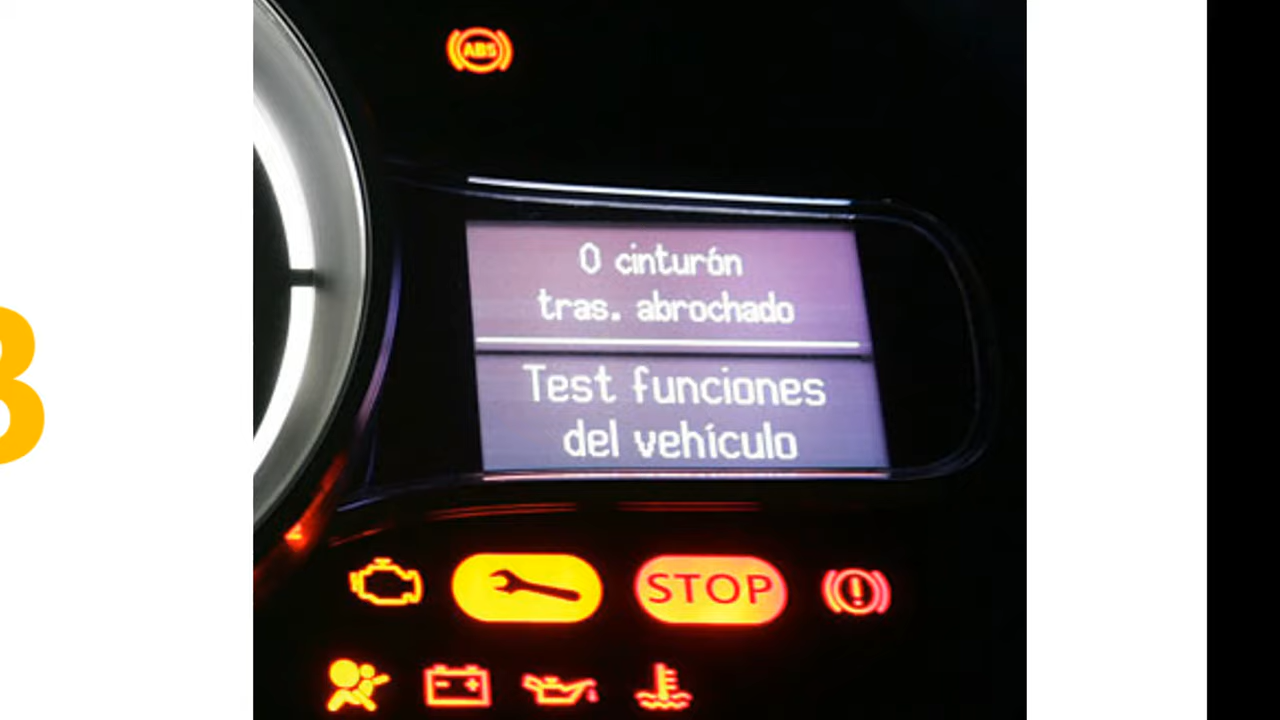 ABS
0 cinturón
tras. abrochado
Test funciones
del vehículo
STOP